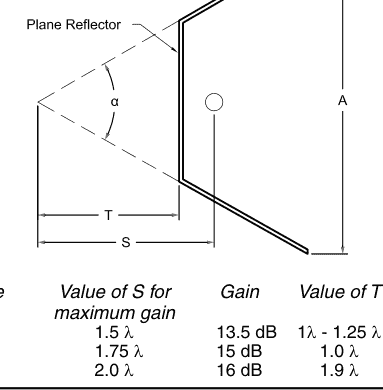 Plane Reflector
α
A
T
S
e Value of S for Gain Value of T
maximum gain
1.5 λ 13.5 dB 1λ - 1.25 λ
1.75 λ 15 dB 1.0 λ
2.0 λ 16 dB 1.9 λ